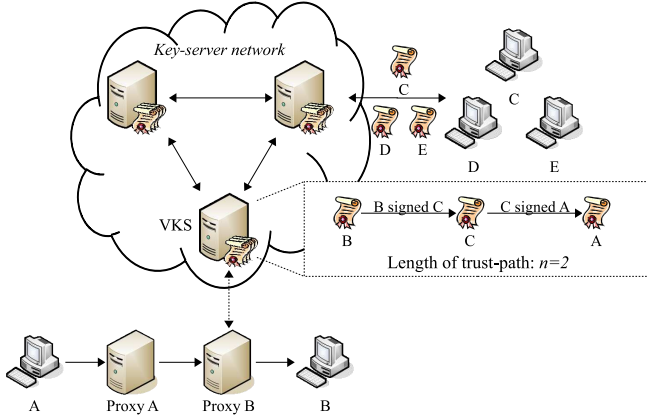 Key-server network
C
D E
C
D E
VKS
B signed C
C signed A
B C A
Length of trust-path: n=2
A Proxy A Proxy B B